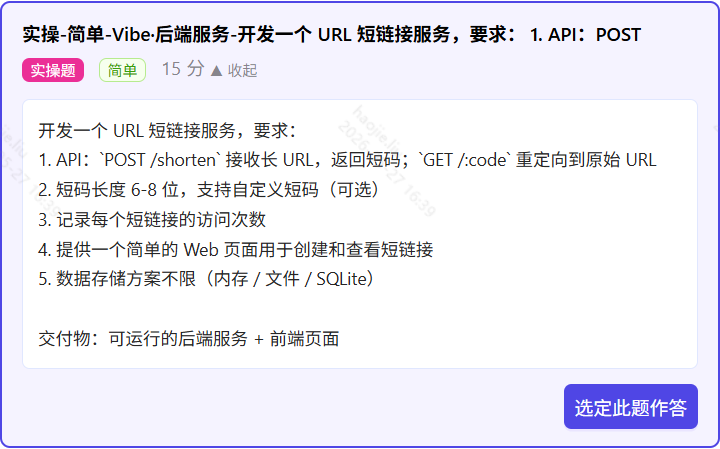 实操-简单-Vibe·后端服务-开发一个 URL 短链接服务，要求： 1. API：POST
实操题 简单 15 分 ▲ 收起
开发一个 URL 短链接服务，要求：
1. API：`POST /shorten` 接收长 URL，返回短码；`GET /:code` 重定向到原始 URL
2. 短码长度 6-8 位，支持自定义短码（可选）
3. 记录每个短链接的访问次数
4. 提供一个简单的 Web 页面用于创建和查看短链接
5. 数据存储方案不限（内存 / 文件 / SQLite）
交付物：可运行的后端服务 + 前端页面
选定此题作答